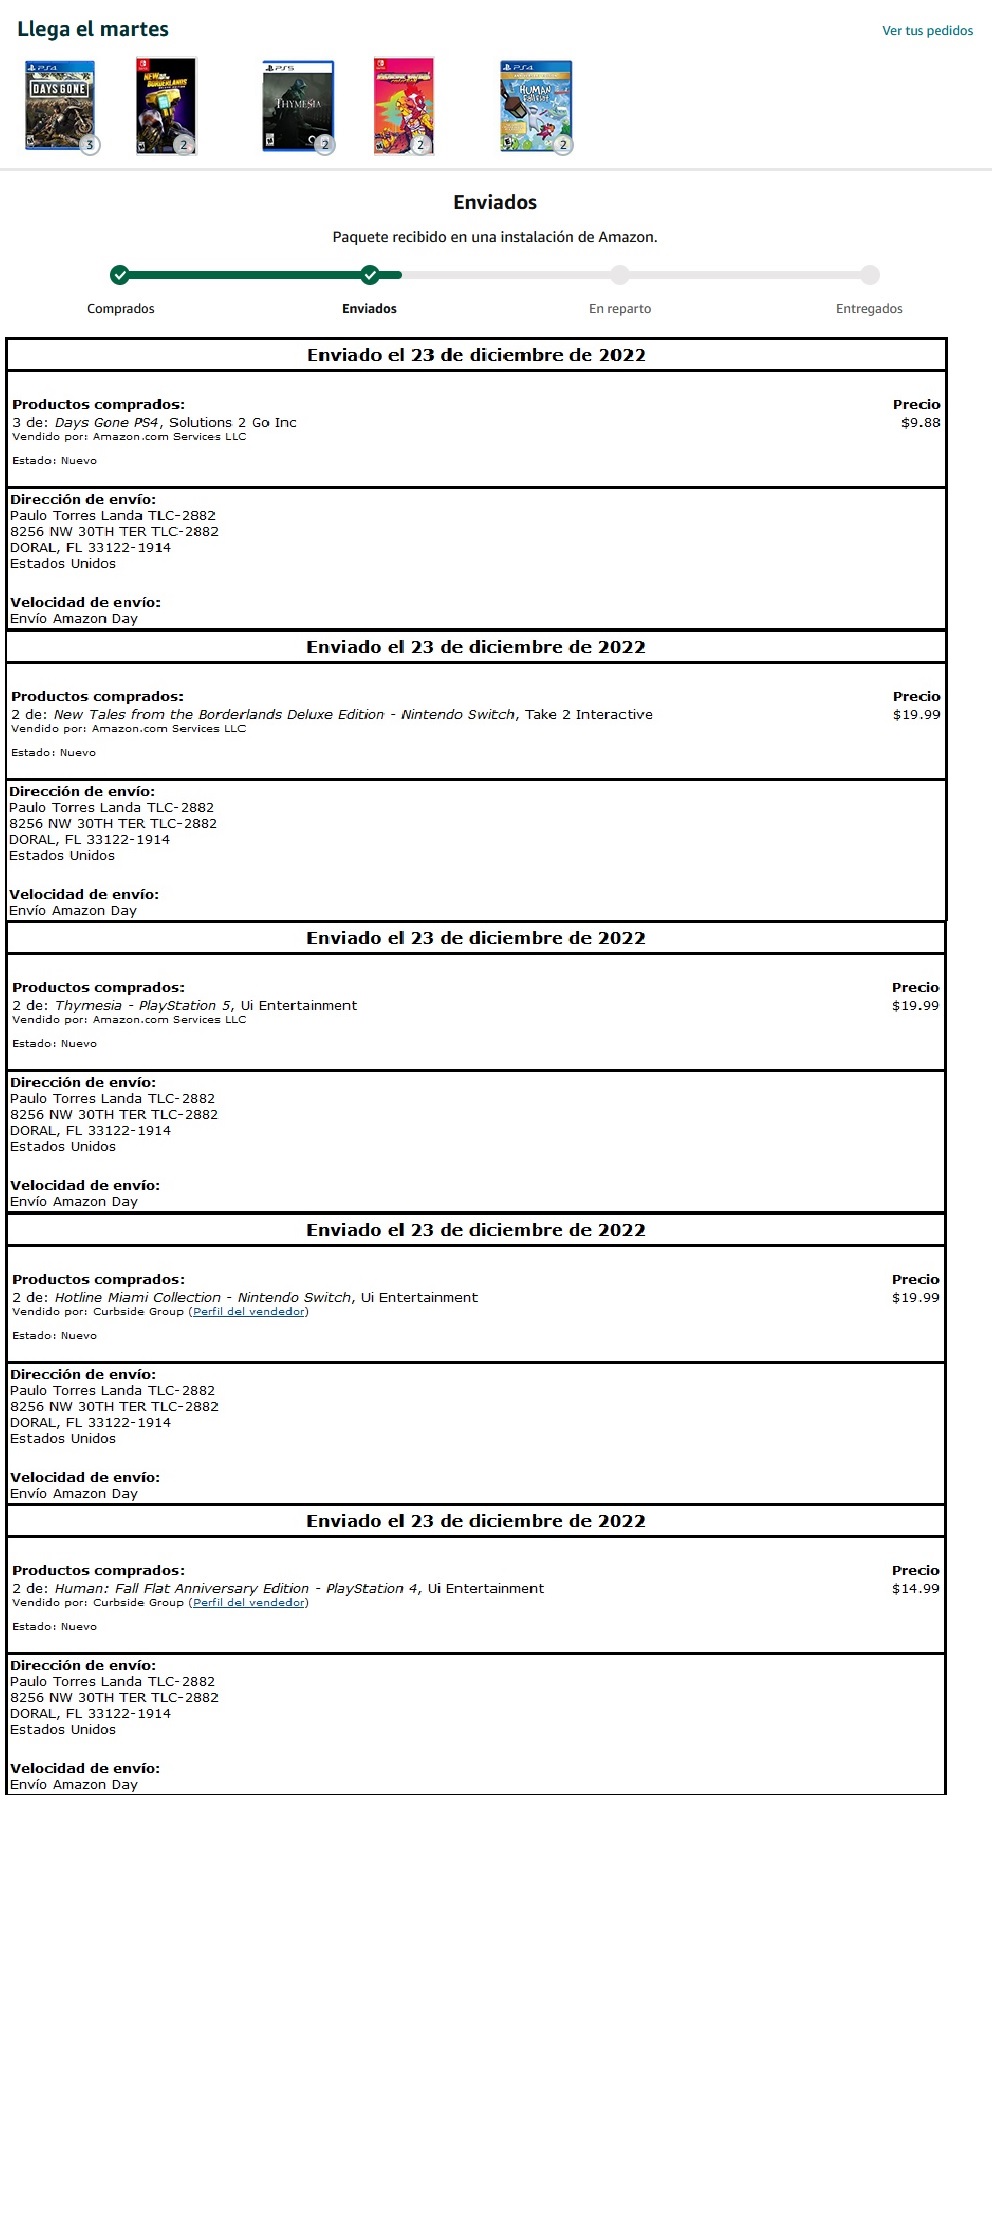 Llega el martes
Ver tus pedidos
PS4
DAYS GONE
3
NEW TALES FROM THE BORDERLANDS
2
PS5
THYMESIA
2
2
PS4
HUMAN
FALL FLAT
2
Enviados
Paquete recibido en una instalación de Amazon.
Comprados Enviados En reparto Entregados
Enviado el 23 de diciembre de 2022
Productos comprados: Precio
3 de: Days Gone PS4, Solutions 2 Go Inc $9.88
Vendido por: Amazon.com Services LLC
Estado: Nuevo
Dirección de envío:
Paulo Torres Landa TLC-2882
8256 NW 30TH TER TLC-2882
DORAL, FL 33122-1914
Estados Unidos
Velocidad de envío:
Envío Amazon Day
Enviado el 23 de diciembre de 2022
Productos comprados: Precio
2 de: New Tales from the Borderlands Deluxe Edition - Nintendo Switch, Take 2 Interactive $19.99
Vendido por: Amazon.com Services LLC
Estado: Nuevo
Dirección de envío:
Paulo Torres Landa TLC-2882
8256 NW 30TH TER TLC-2882
DORAL, FL 33122-1914
Estados Unidos
Velocidad de envío:
Envío Amazon Day
Enviado el 23 de diciembre de 2022
Productos comprados: Precio
2 de: Thymesia - PlayStation 5, Ui Entertainment $19.99
Vendido por: Amazon.com Services LLC
Estado: Nuevo
Dirección de envío:
Paulo Torres Landa TLC-2882
8256 NW 30TH TER TLC-2882
DORAL, FL 33122-1914
Estados Unidos
Velocidad de envío:
Envío Amazon Day
Enviado el 23 de diciembre de 2022
Productos comprados: Precio
2 de: Hotline Miami Collection - Nintendo Switch, Ui Entertainment $19.99
Vendido por: Curbside Group (Perfil del vendedor)
Estado: Nuevo
Dirección de envío:
Paulo Torres Landa TLC-2882
8256 NW 30TH TER TLC-2882
DORAL, FL 33122-1914
Estados Unidos
Velocidad de envío:
Envío Amazon Day
Enviado el 23 de diciembre de 2022
Productos comprados: Precio
2 de: Human: Fall Flat Anniversary Edition - PlayStation 4, Ui Entertainment $14.99
Vendido por: Curbside Group (Perfil del vendedor)
Estado: Nuevo
Dirección de envío:
Paulo Torres Landa TLC-2882
8256 NW 30TH TER TLC-2882
DORAL, FL 33122-1914
Estados Unidos
Velocidad de envío:
Envío Amazon Day